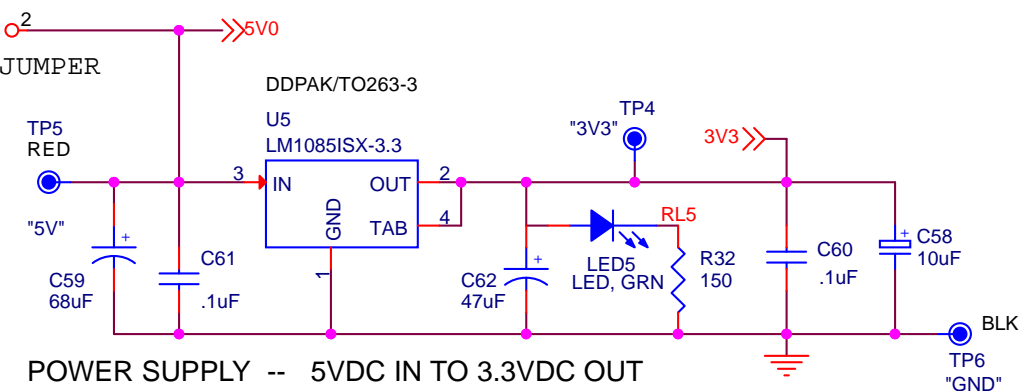 2
5V0
JUMPER
DDPAK/TO263-3
U5
LM1085ISX-3.3
TP5
RED
"5V"
3
IN
OUT
2
GND
TAB
4
1
TP4
"3V3"
3V3
RL5
+
C59
68uF
C61
.1uF
+
C62
47uF
LED5
LED, GRN
R32
150
C60
.1uF
+
C58
10uF
BLK
TP6
"GND"
POWER SUPPLY -- 5VDC IN TO 3.3VDC OUT